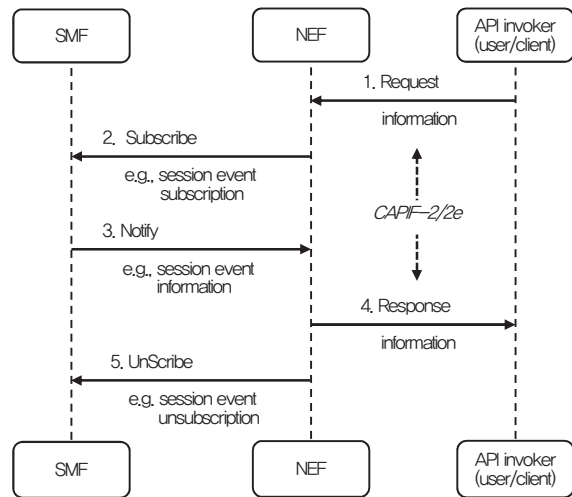 SMF
NEF
API invoker
(user/client)
1. Request
information
2. Subscribe
e.g., session event
subscription
CAPIF-2/2e
3. Notify
e.g., session event
information
4. Response
information
5. UnScribe
e.g. session event
unsubscription
SMF
NEF
API invoker
(user/client)